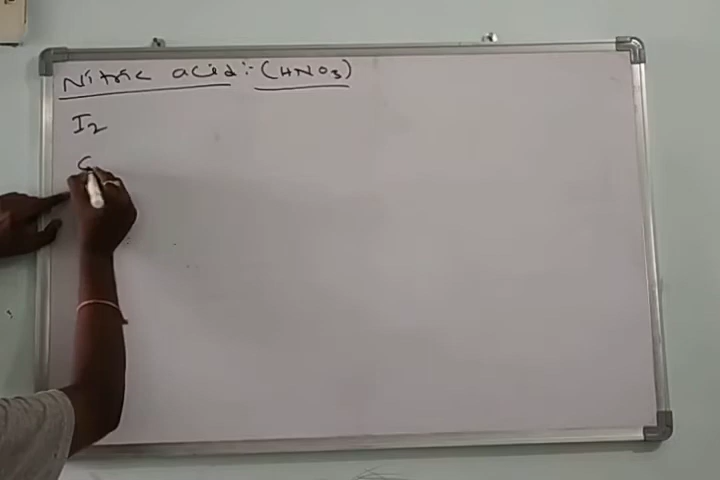 Nitric acid :- (HNO3)
I2